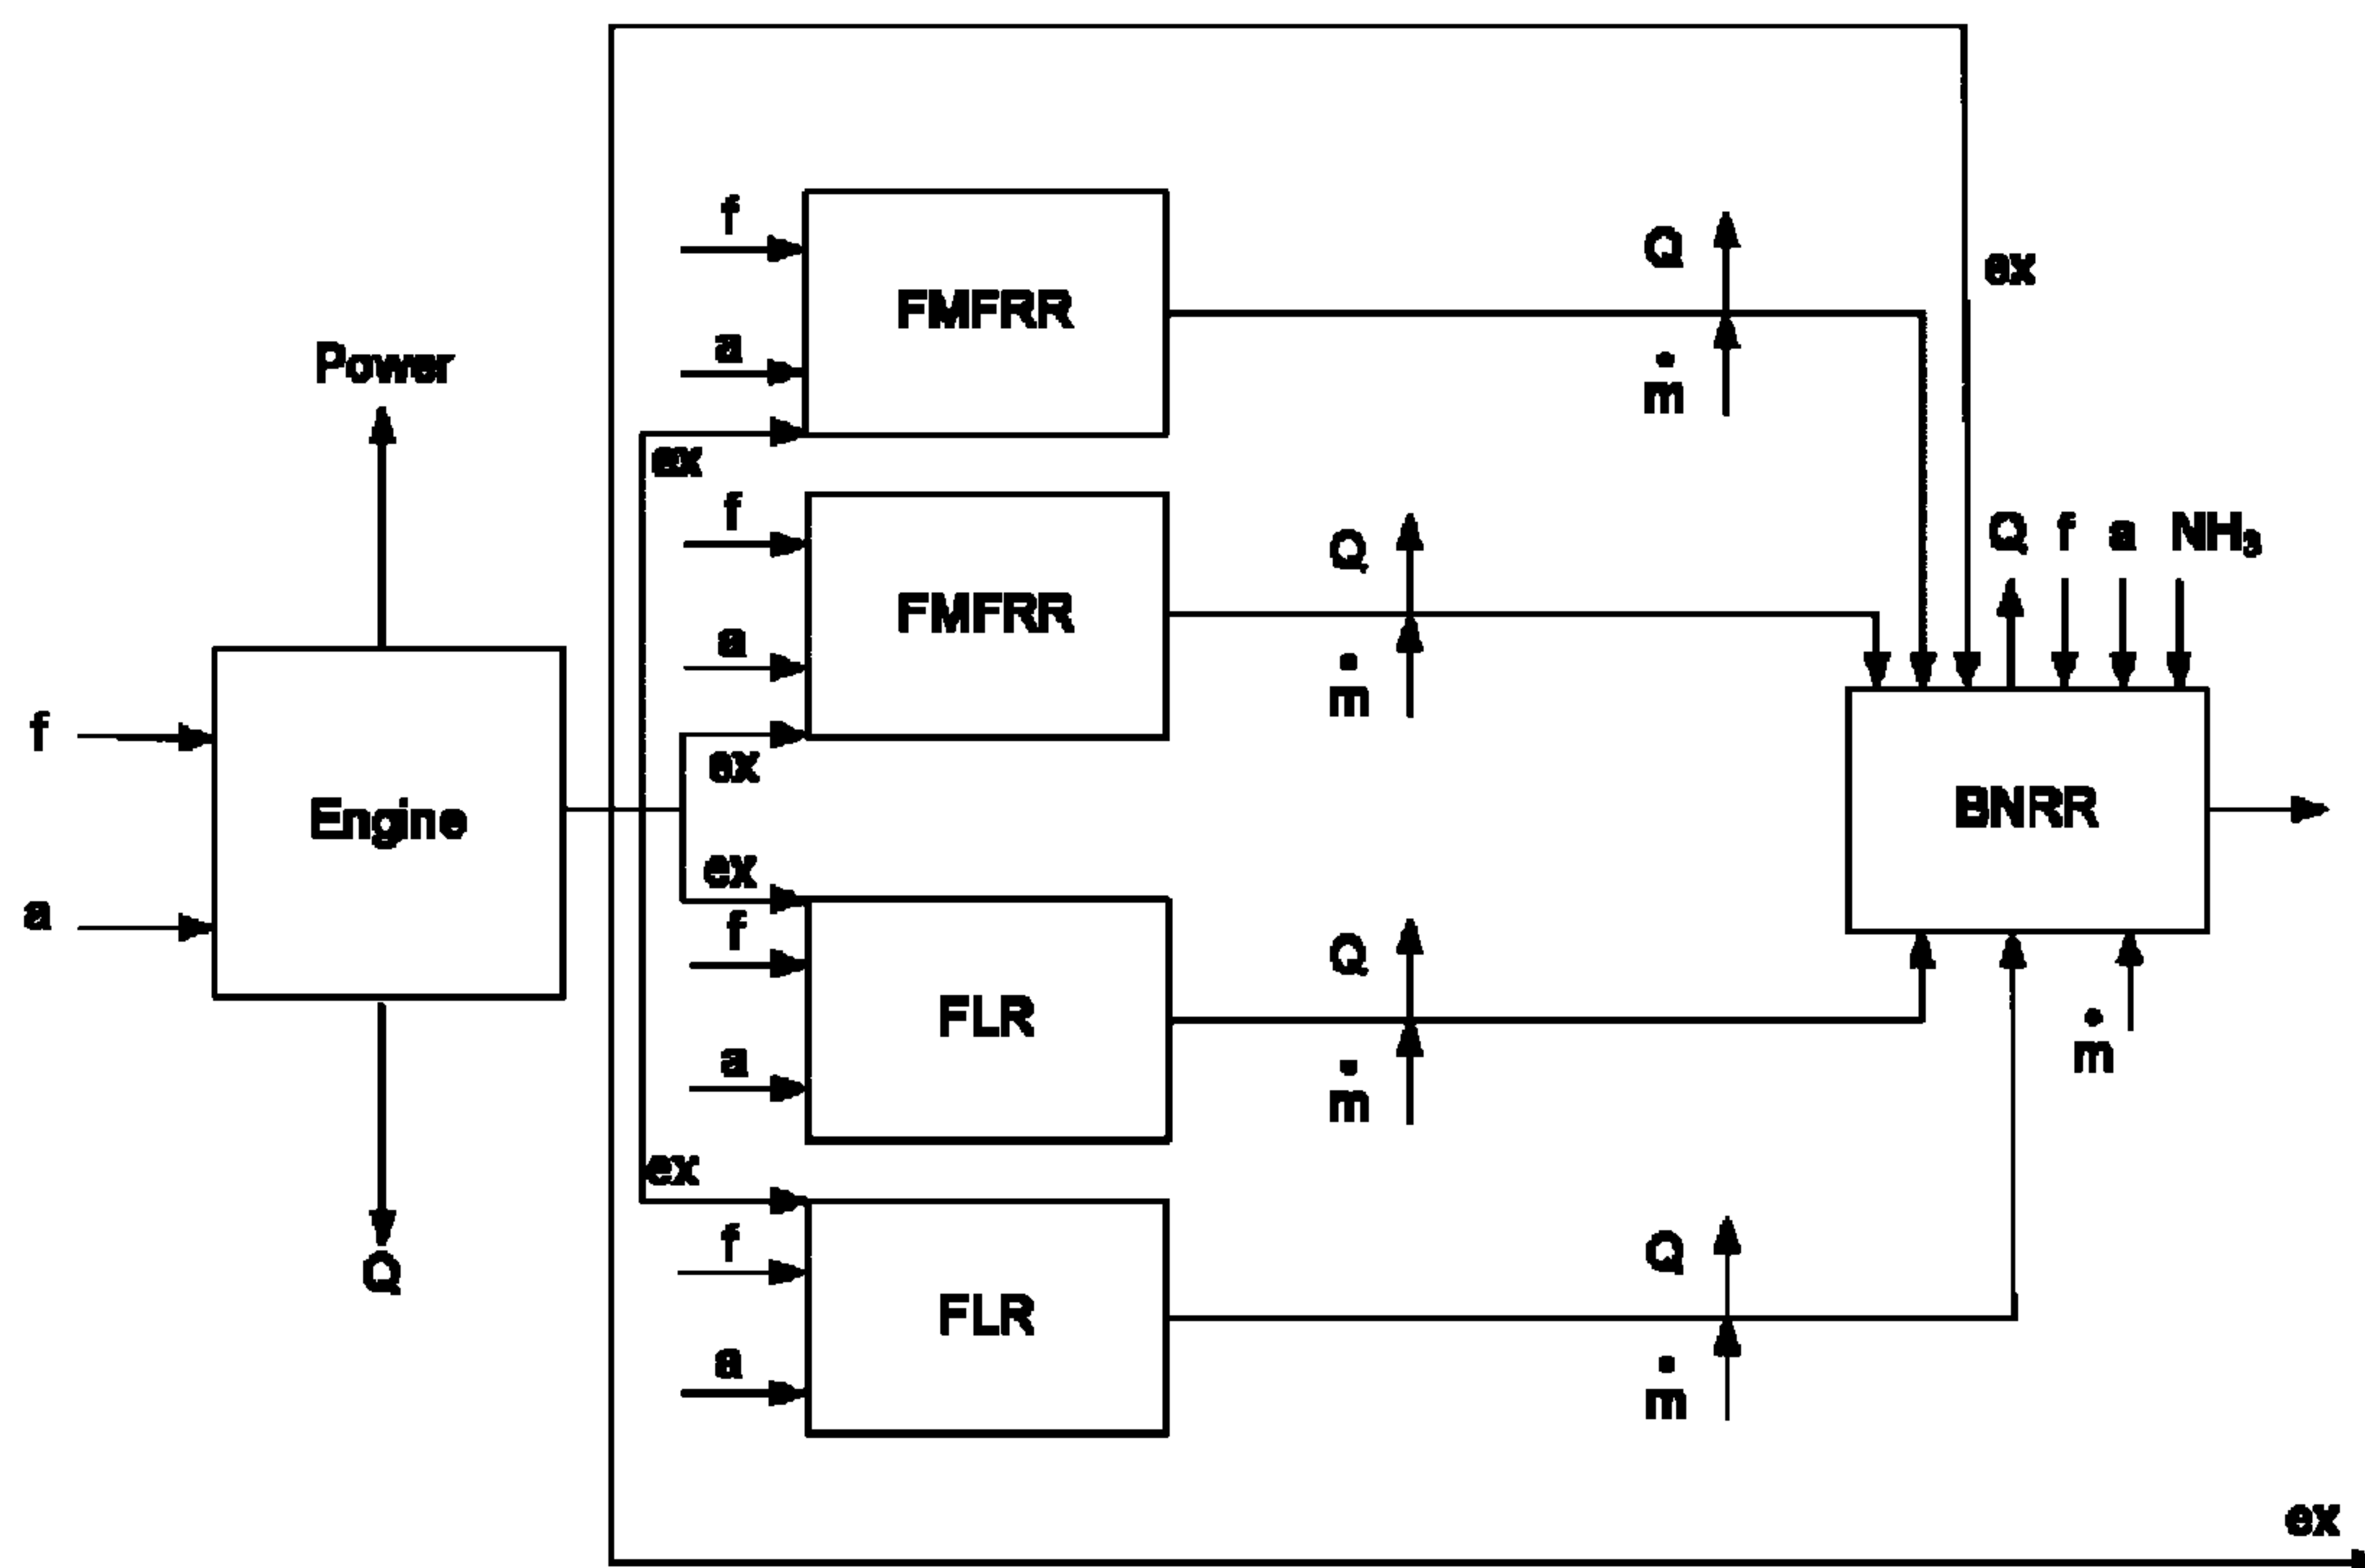 f
FMFRR
Q
ex
a
ṁ
Power
ex
f
FMFRR
Q
Q f a NH₃
a
ṁ
f
ex
Engine
BNRR
ex
a
f
FLR
Q
a
ṁ
ṁ
ex
Q
f
FLR
Q
a
ṁ
ex